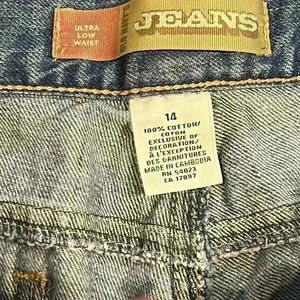 ULTRA
LOW
WAIST
JEANS
14
100% COTTON/
COTON
EXCLUSIVE OF
DECORATION/
À L'EXCEPTION
DES GARNITURES
MADE IN CAMBODIA
RN 54023
CA 17897